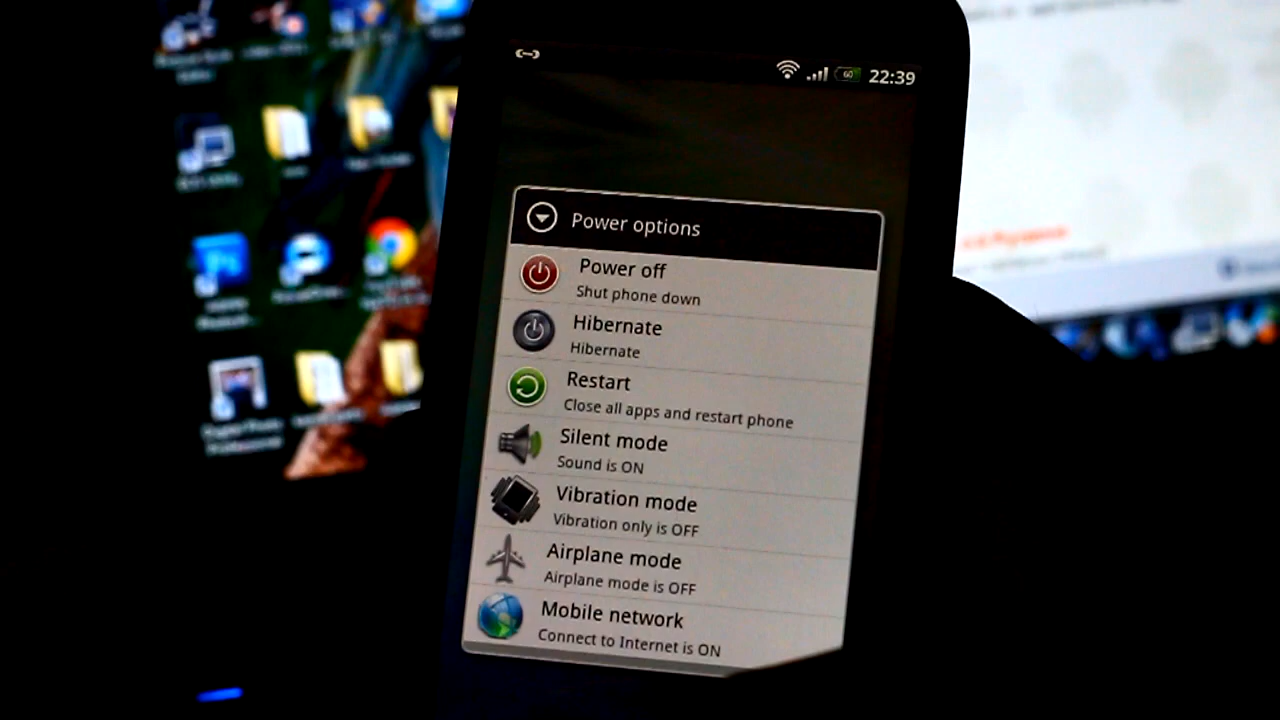 60
22:39
Power options
Power off
Shut phone down
Hibernate
Hibernate
Restart
Close all apps and restart phone
Silent mode
Sound is ON
Vibration mode
Vibration only is OFF
Airplane mode
Airplane mode is OFF
Mobile network
Connect to Internet is ON